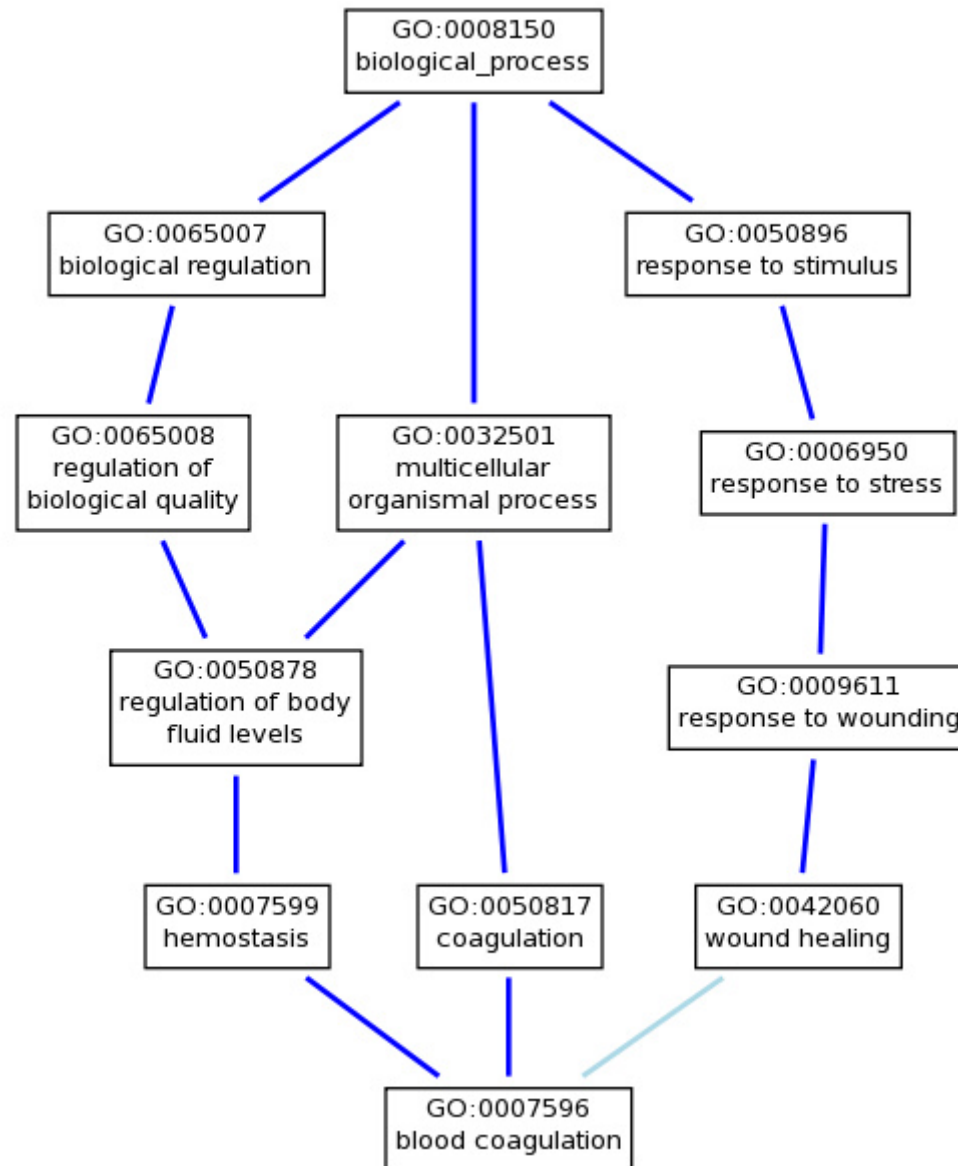 GO:0008150
biological_process
GO:0065007
biological regulation
GO:0050896
response to stimulus
GO:0065008
regulation of
biological quality
GO:0032501
multicellular
organismal process
GO:0006950
response to stress
GO:0050878
regulation of body
fluid levels
GO:0009611
response to wounding
GO:0007599
hemostasis
GO:0050817
coagulation
GO:0042060
wound healing
GO:0007596
blood coagulation